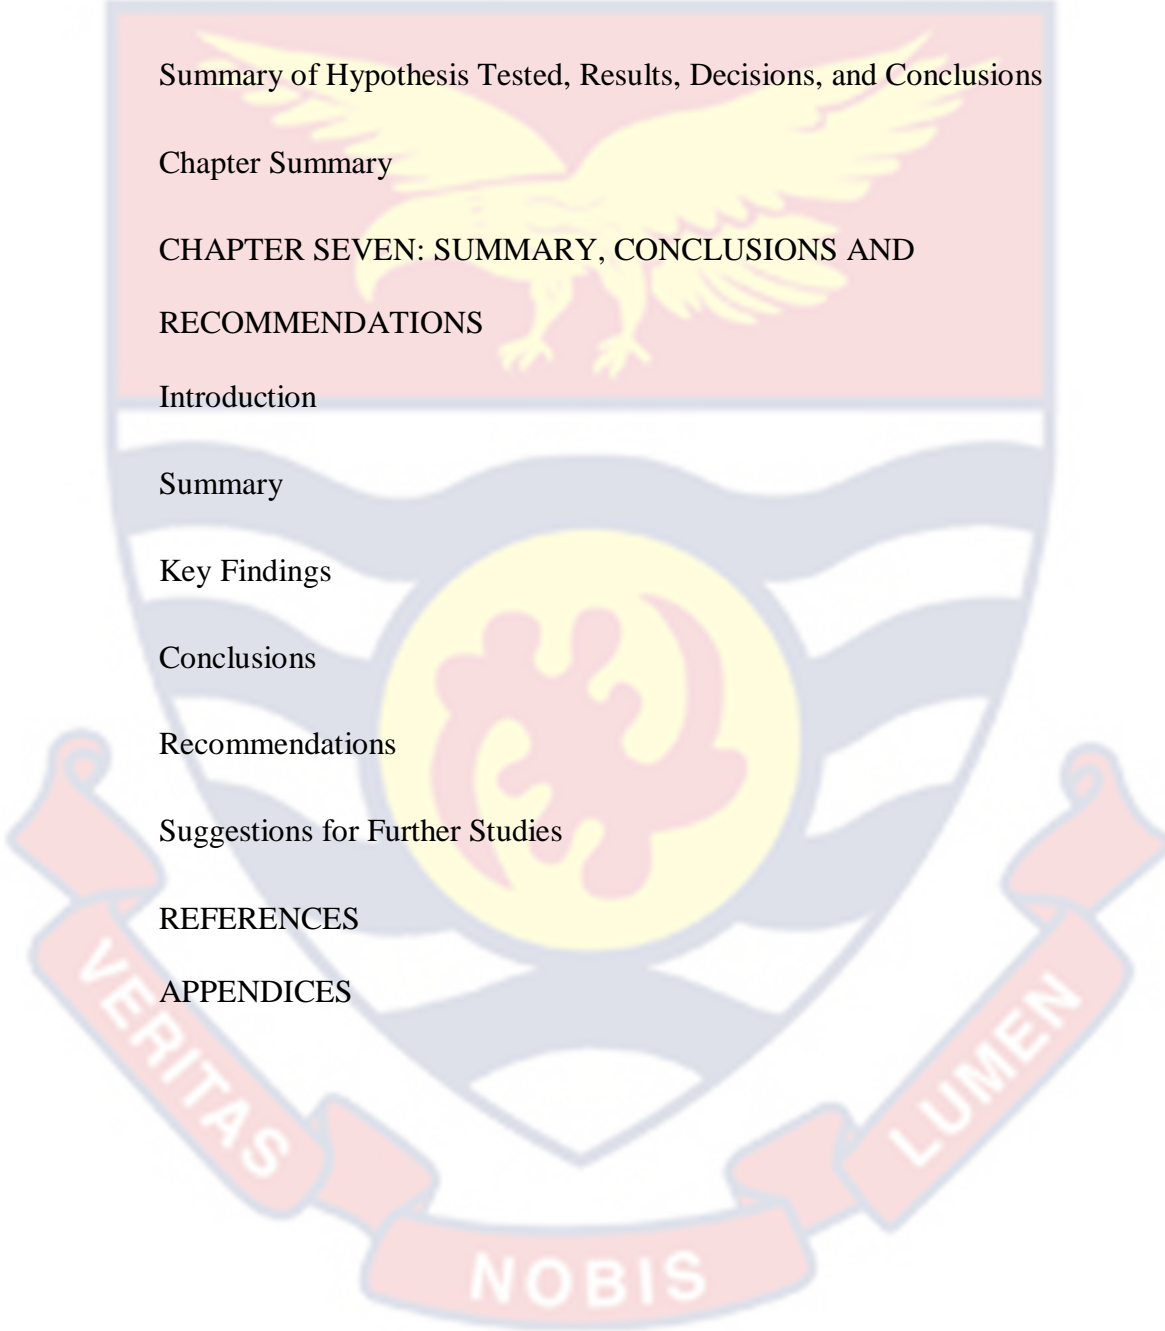 Summary of Hypothesis Tested, Results, Decisions, and Conclusions
Chapter Summary
CHAPTER SEVEN: SUMMARY, CONCLUSIONS AND
RECOMMENDATIONS
Introduction
Summary
Key Findings
Conclusions
Recommendations
Suggestions for Further Studies
REFERENCES
APPENDICES
VERITAS
NOBIS
LUMEN